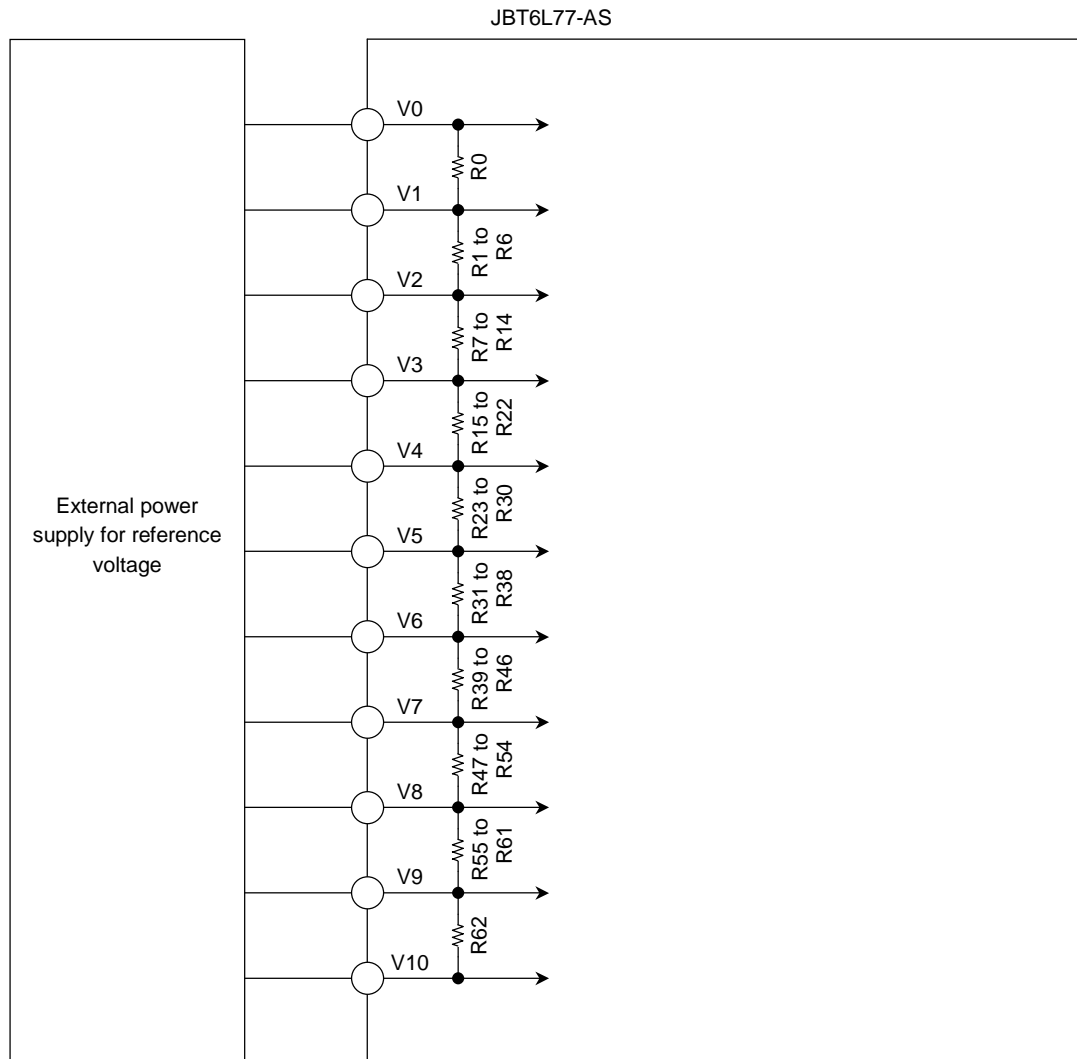 JBT6L77-AS
External power
supply for reference
voltage
V0
R0
V1
R1 to
R6
V2
R7 to
R14
V3
R15 to
R22
V4
R23 to
R30
V5
R31 to
R38
V6
R39 to
R46
V7
R47 to
R54
V8
R55 to
R61
V9
R62
V10